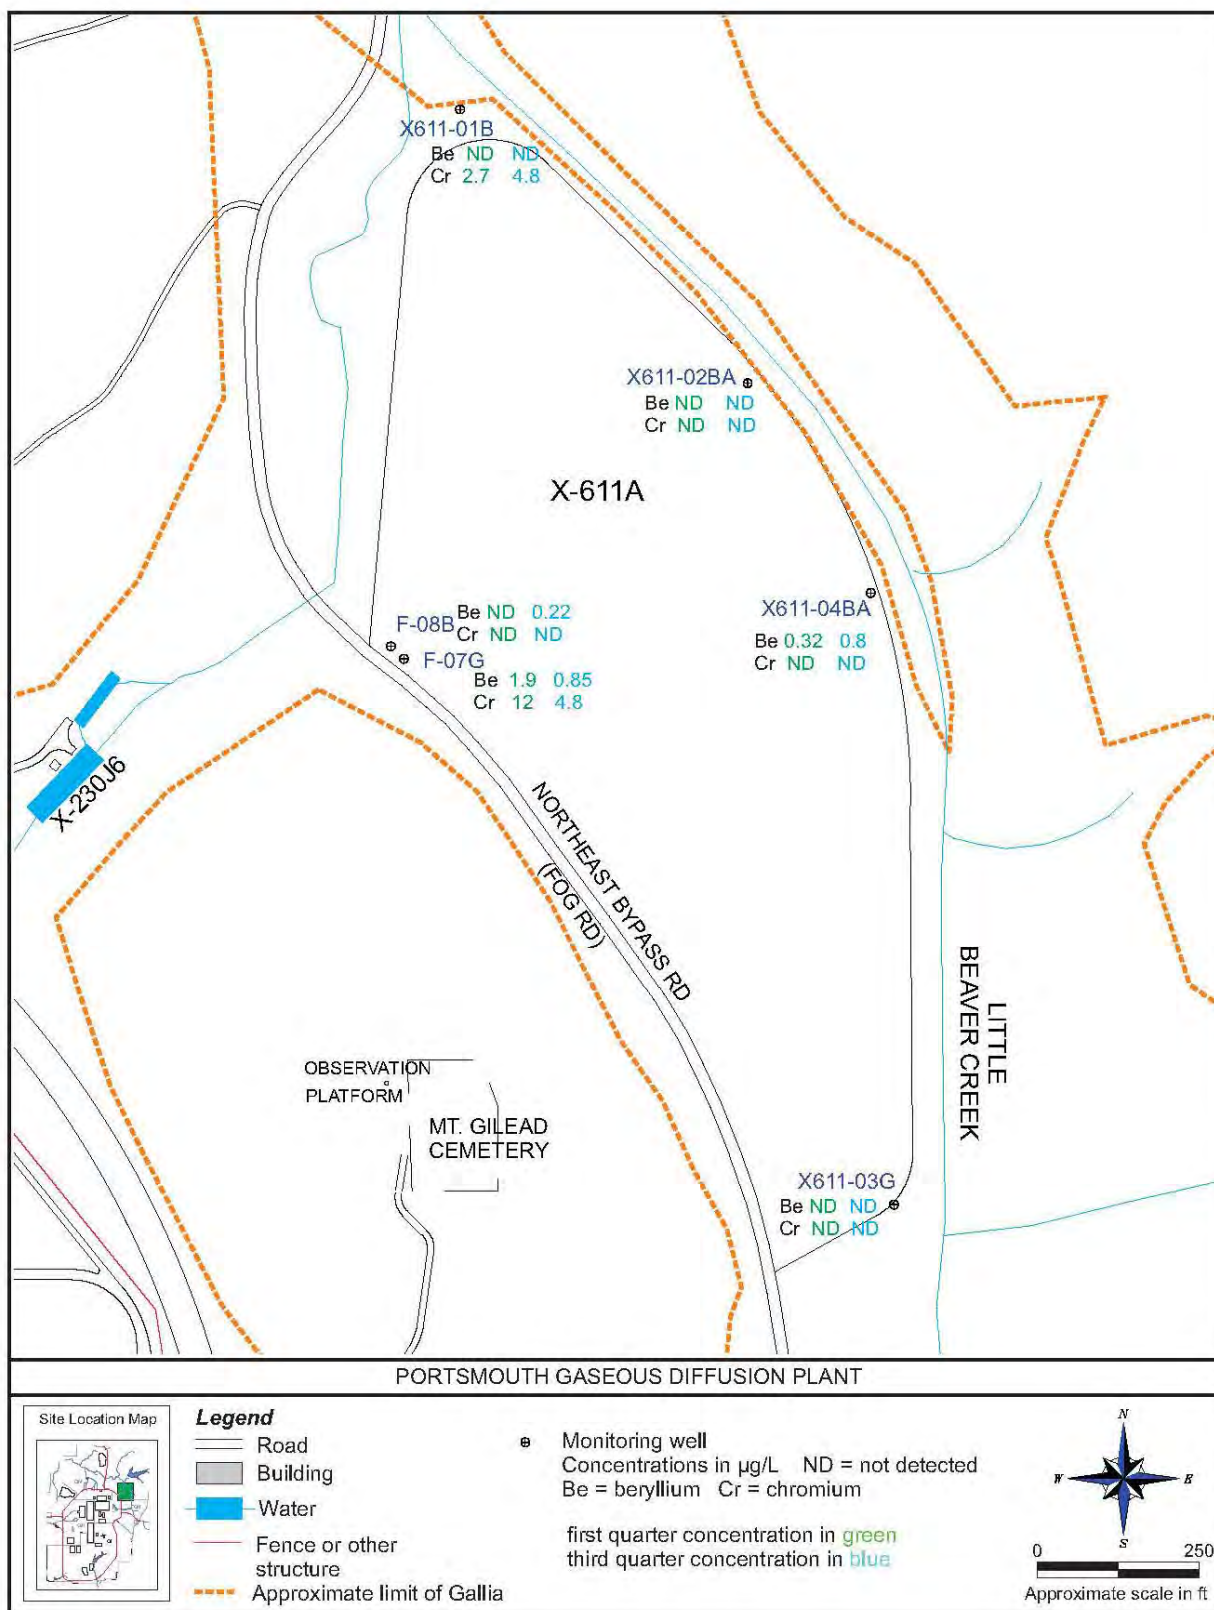 X611-01B
Be ND ND
Cr 2.7 4.8
X611-02BA
Be ND ND
Cr ND ND
X-611A
F-08B
Be ND 0.22
Cr ND ND
F-07G
Be 1.9 0.85
Cr 12 4.8
X611-04BA
Be 0.32 0.8
Cr ND ND
X-230J6
NORTHEAST BYPASS RD
(FOG RD)
LITTLE
BEAVER CREEK
OBSERVATION
PLATFORM
MT. GILEAD
CEMETERY
X611-03G
Be ND ND
Cr ND ND
PORTSMOUTH GASEOUS DIFFUSION PLANT
Site Location Map
Legend
Road
Building
Water
Fence or other
structure
Approximate limit of Gallia
Monitoring well
Concentrations in µg/L ND = not detected
Be = beryllium Cr = chromium
first quarter concentration in green
third quarter concentration in blue
N
W E
S
0 250
Approximate scale in ft